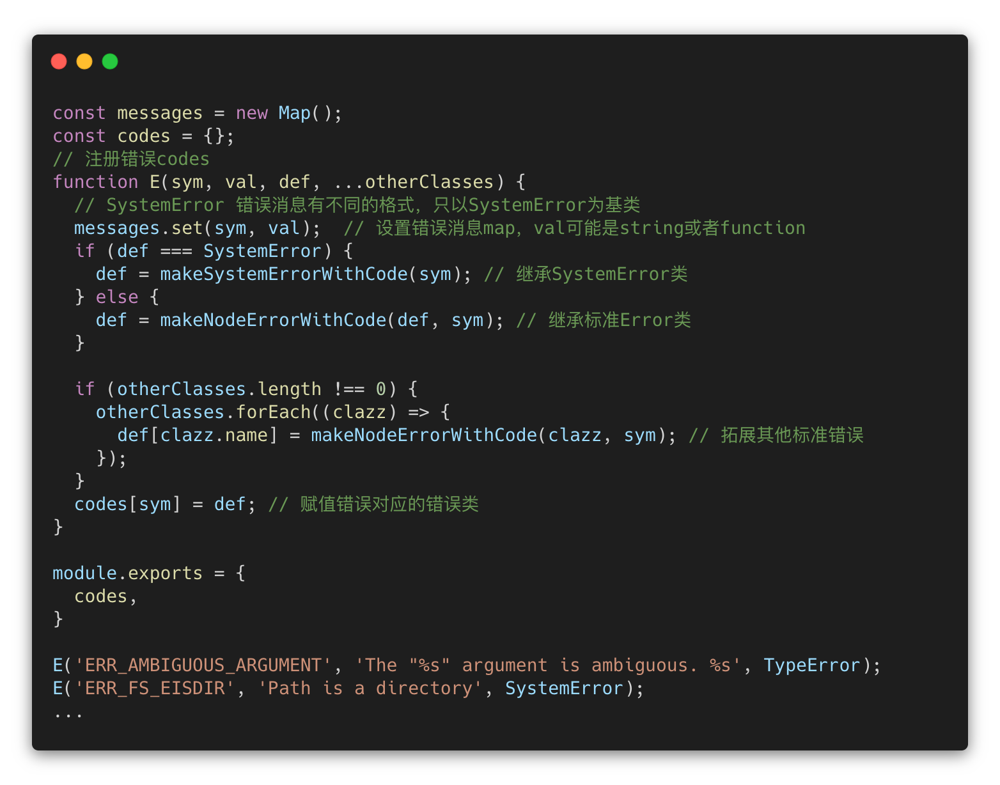 const messages = new Map();
const codes = {};
// 注册错误codes
function E(sym, val, def, ...otherClasses) {
  // SystemError 错误消息有不同的格式，只以SystemError为基类
  messages.set(sym, val);  // 设置错误消息map，val可能是string或者function
  if (def === SystemError) {
    def = makeSystemErrorWithCode(sym); // 继承SystemError类
  } else {
    def = makeNodeErrorWithCode(def, sym); // 继承标准Error类
  }

  if (otherClasses.length !== 0) {
    otherClasses.forEach((clazz) => {
      def[clazz.name] = makeNodeErrorWithCode(clazz, sym); // 拓展其他标准错误
    });
  }
  codes[sym] = def; // 赋值错误对应的错误类
}

module.exports = {
  codes,
}

E('ERR_AMBIGUOUS_ARGUMENT', 'The "%s" argument is ambiguous. %s', TypeError);
E('ERR_FS_EISDIR', 'Path is a directory', SystemError);
...